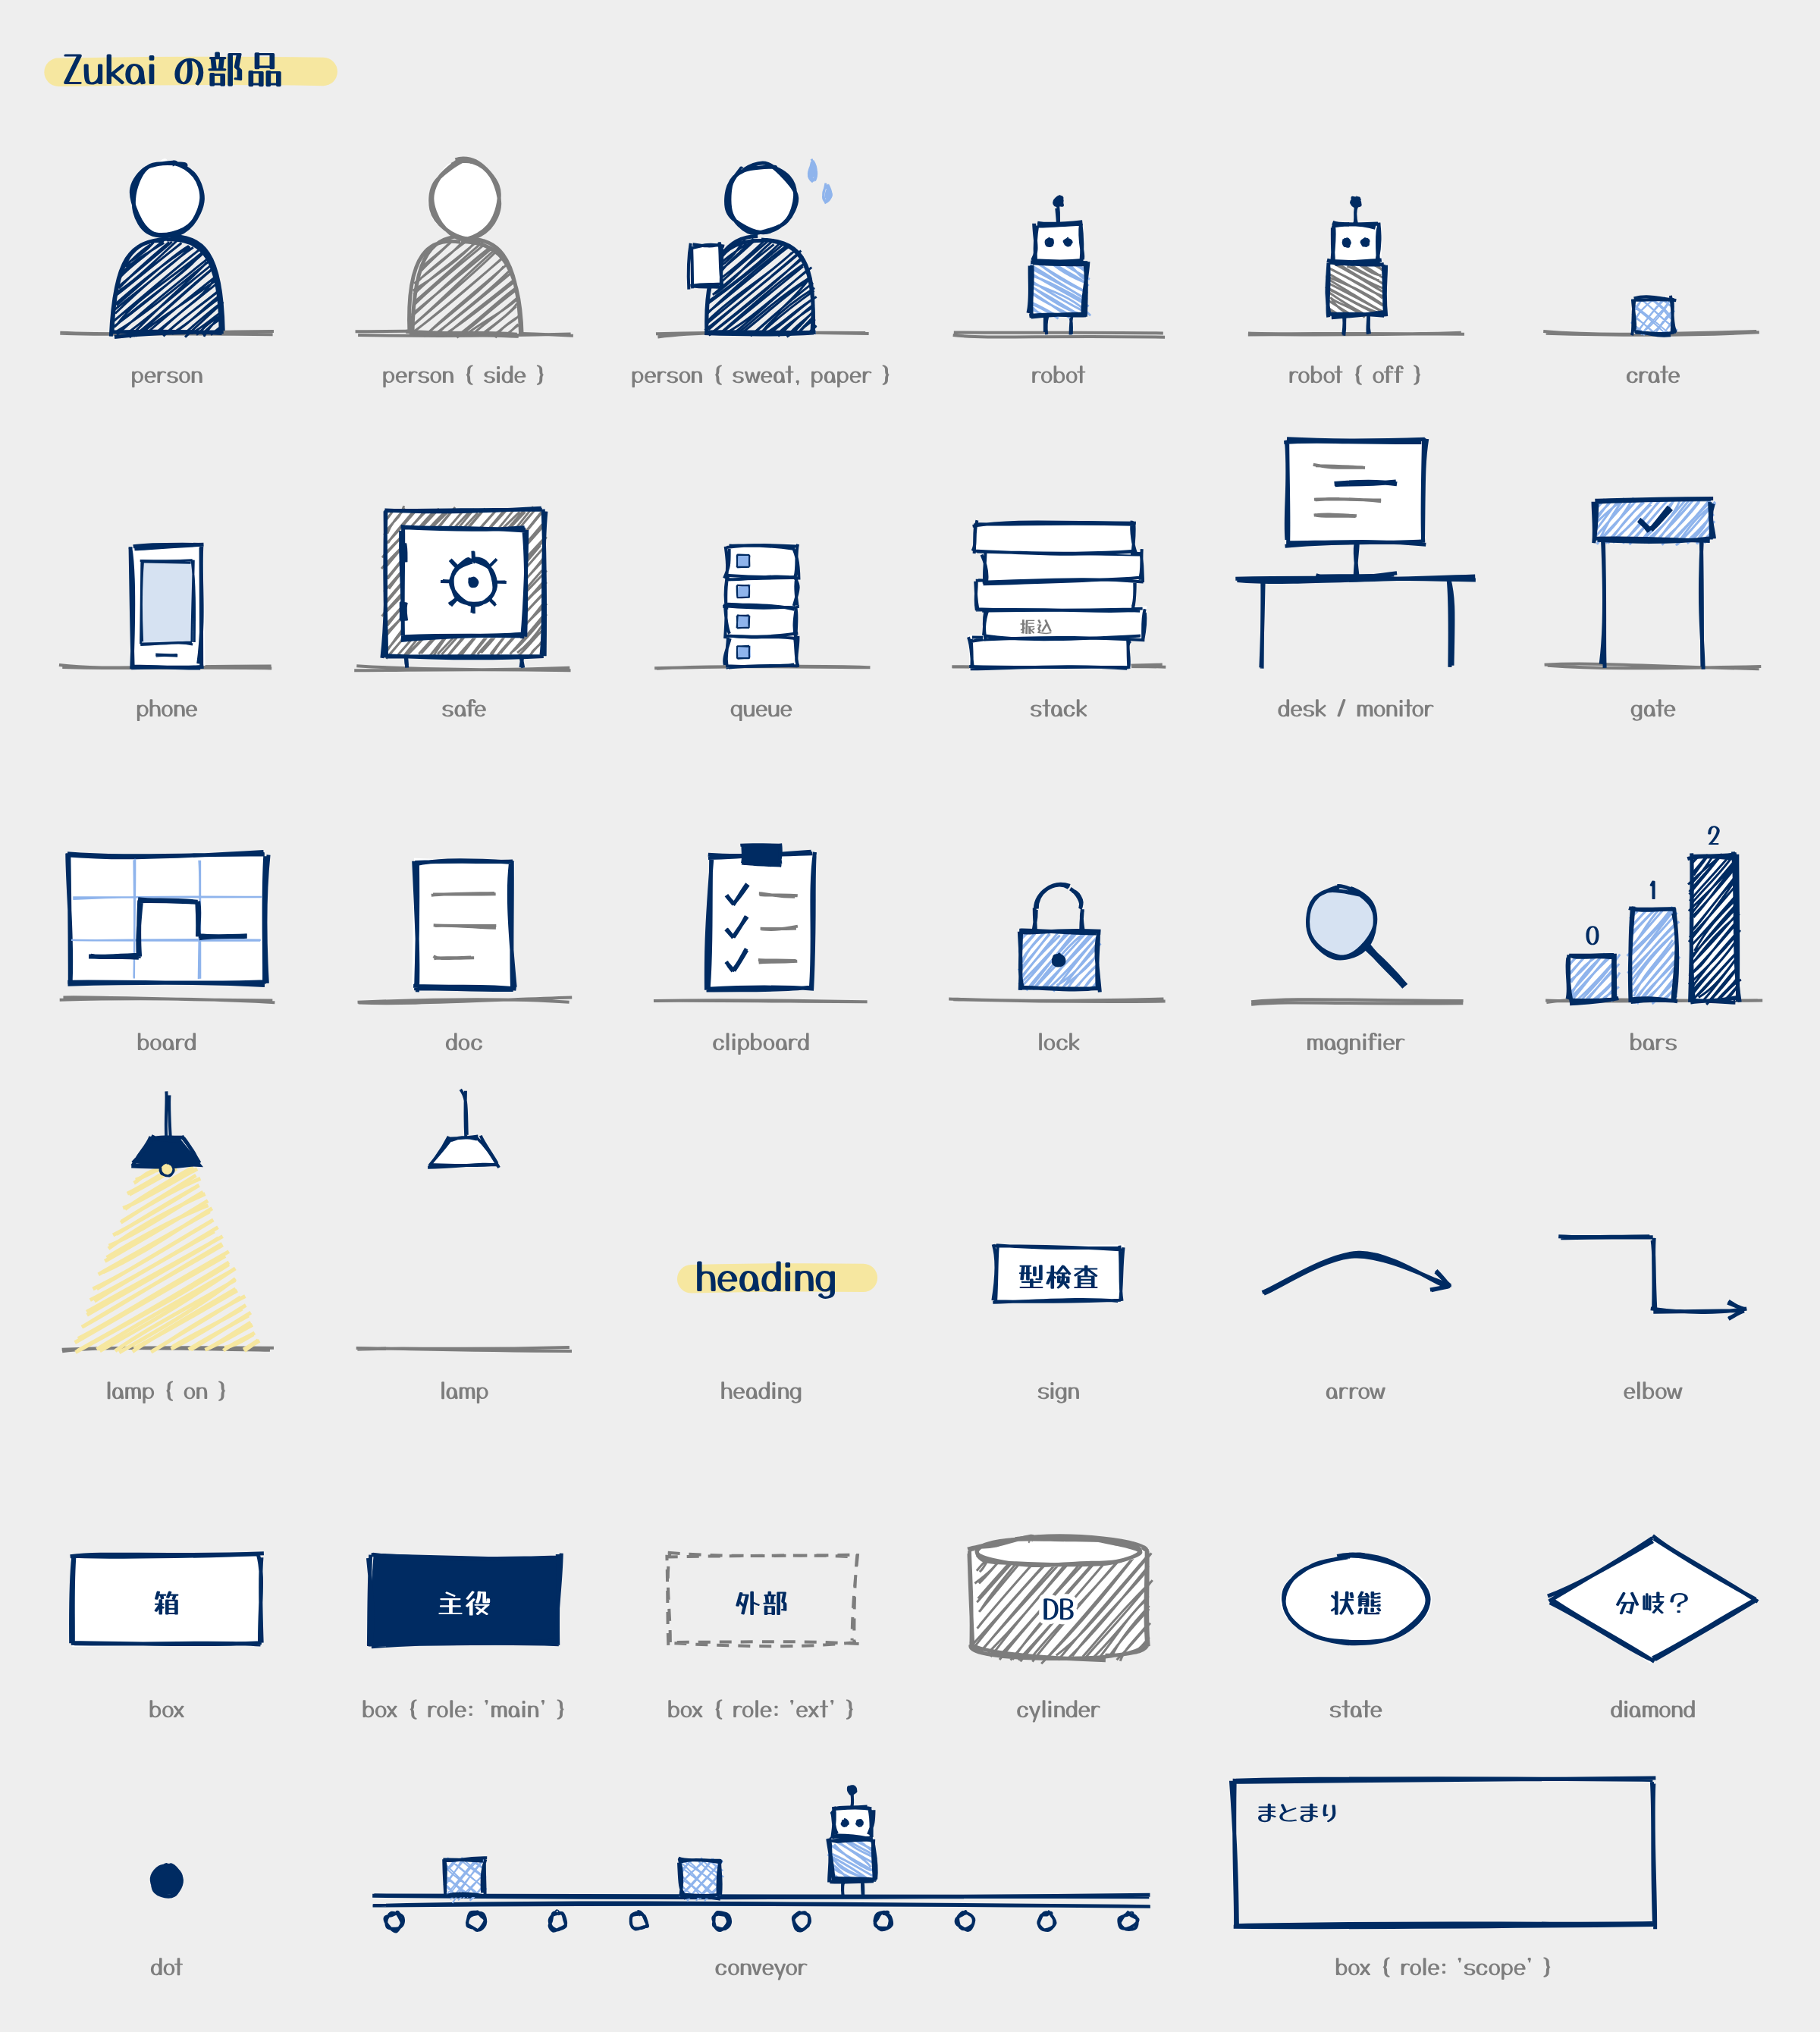 Zukai の部品
person
person { side }
person { sweat, paper }
robot
robot { off }
crate
振込
phone
safe
queue
stack
desk / monitor
gate
0
1
2
board
doc
clipboard
lock
magnifier
bars
heading
型検査
lamp { on }
lamp
heading
sign
arrow
elbow
箱
主役
外部
DB
状態
分岐？
box
box { role: 'main' }
box { role: 'ext' }
cylinder
state
diamond
まとまり
dot
conveyor
box { role: 'scope' }